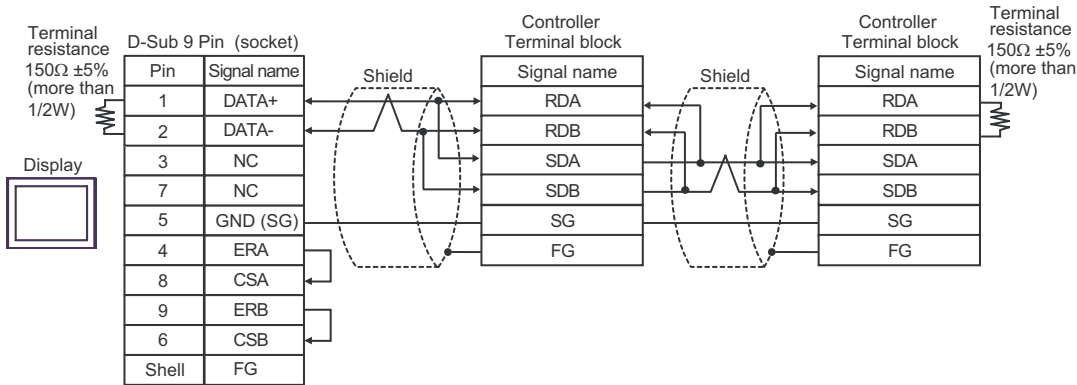 Terminal
resistance
150Ω ±5%
(more than
1/2W)
Display
D-Sub 9 Pin (socket)
Pin Signal name
1 DATA+
2 DATA-
3 NC
7 NC
5 GND (SG)
4 ERA
8 CSA
9 ERB
6 CSB
Shell FG
Shield
Controller
Terminal block
Signal name
RDA
RDB
SDA
SDB
SG
FG
Shield
Controller
Terminal block
Signal name
RDA
RDB
SDA
SDB
SG
FG
Terminal
resistance
150Ω ±5%
(more than
1/2W)